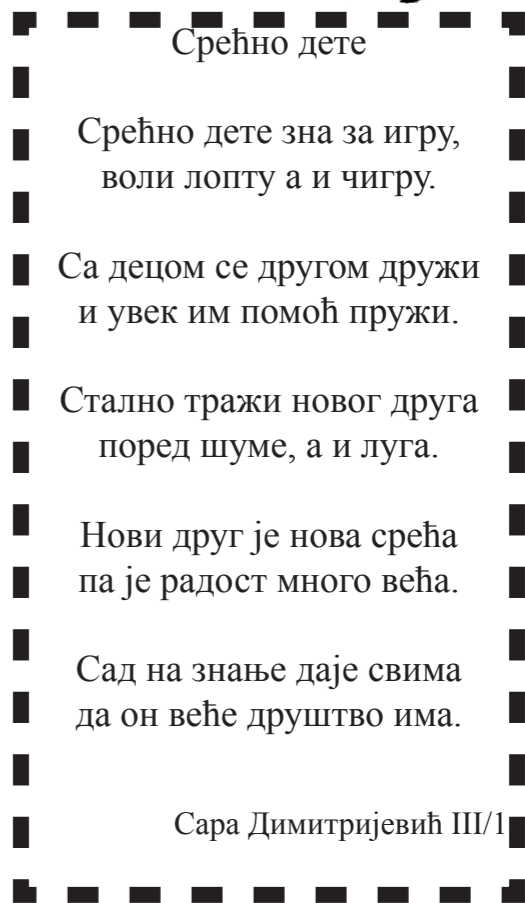 Срећно дете
Срећно дете зна за игру,
воли лопту а и чигру.
Са децом се другом дружи
и увек им помоћ пружи.
Стално тражи новог друга
поред шуме, а и луга.
Нови друг је нова срећа
па је радост много већа.
Сад на знање даје свима
да он веће друштво има.
Сара Димитријевић III/1